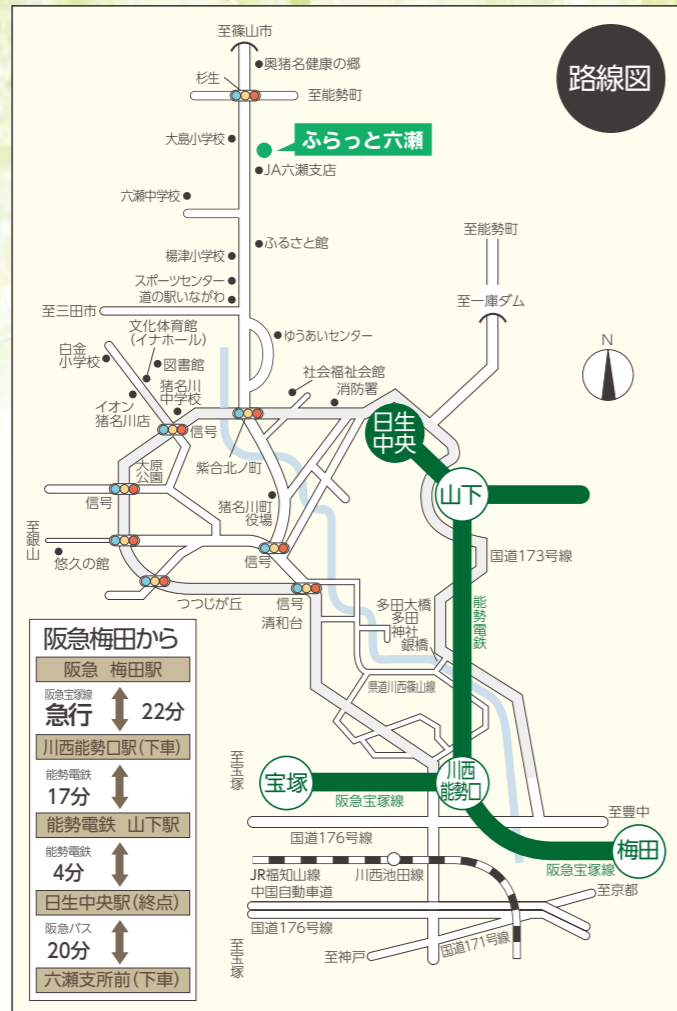 路線図
至篠山市
奥猪名健康の郷
杉生
至能勢町
大島小学校
ふらっと六瀬
JA六瀬支店
六瀬中学校
ふるさと館
至能勢町
楊津小学校
スポーツセンター
道の駅いながわ
至三田市
至一庫ダム
文化体育館
(イナホール)
ゆうあいセンター
白金
小学校
図書館
社会福祉会館
消防署
N
猪名川
中学校
イオン
猪名川店
信号
日生
中央
大原
公園
紫合北ノ町
山下
信号
猪名川町
役場
至銀山
悠久の館
信号
国道173号線
つつじが丘
信号
清和台
多田大橋
多田
神社
銀橋
能勢電鉄
県道川西篠山線
阪急梅田から
阪急 梅田駅
阪急宝塚線
急行
22分
川西能勢口駅(下車)
能勢電鉄
17分
能勢電鉄 山下駅
能勢電鉄
4分
日生中央駅(終点)
阪急バス
20分
六瀬支所前(下車)
至宝塚
宝塚
阪急宝塚線
川西
能勢口
至豊中
国道176号線
梅田
阪急宝塚線
JR福知山線
川西池田線
中国自動車道
至京都
国道176号線
至宝塚
至神戸
国道171号線